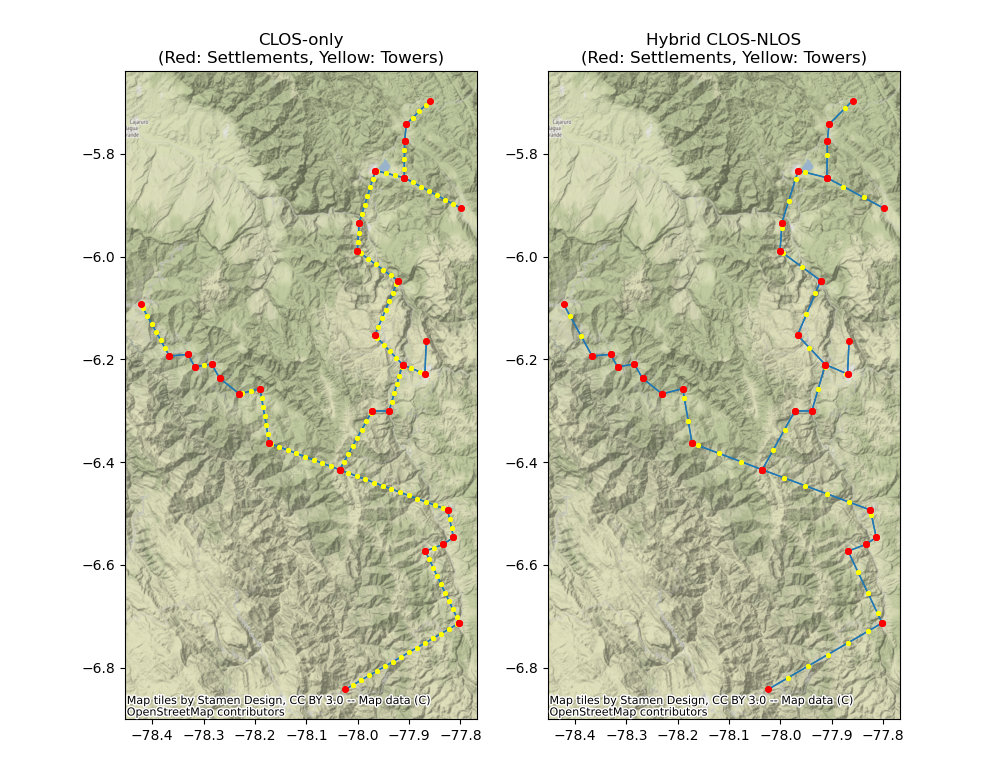 CLOS-only
(Red: Settlements, Yellow: Towers)
−5.8
−6.0
−6.2
−6.4
−6.6
−6.8
Map tiles by Stamen Design, CC BY 3.0 -- Map data (C)
OpenStreetMap contributors
−78.4 −78.3 −78.2 −78.1 −78.0 −77.9 −77.8
Hybrid CLOS-NLOS
(Red: Settlements, Yellow: Towers)
−5.8
−6.0
−6.2
−6.4
−6.6
−6.8
Map tiles by Stamen Design, CC BY 3.0 -- Map data (C)
OpenStreetMap contributors
−78.4 −78.3 −78.2 −78.1 −78.0 −77.9 −77.8